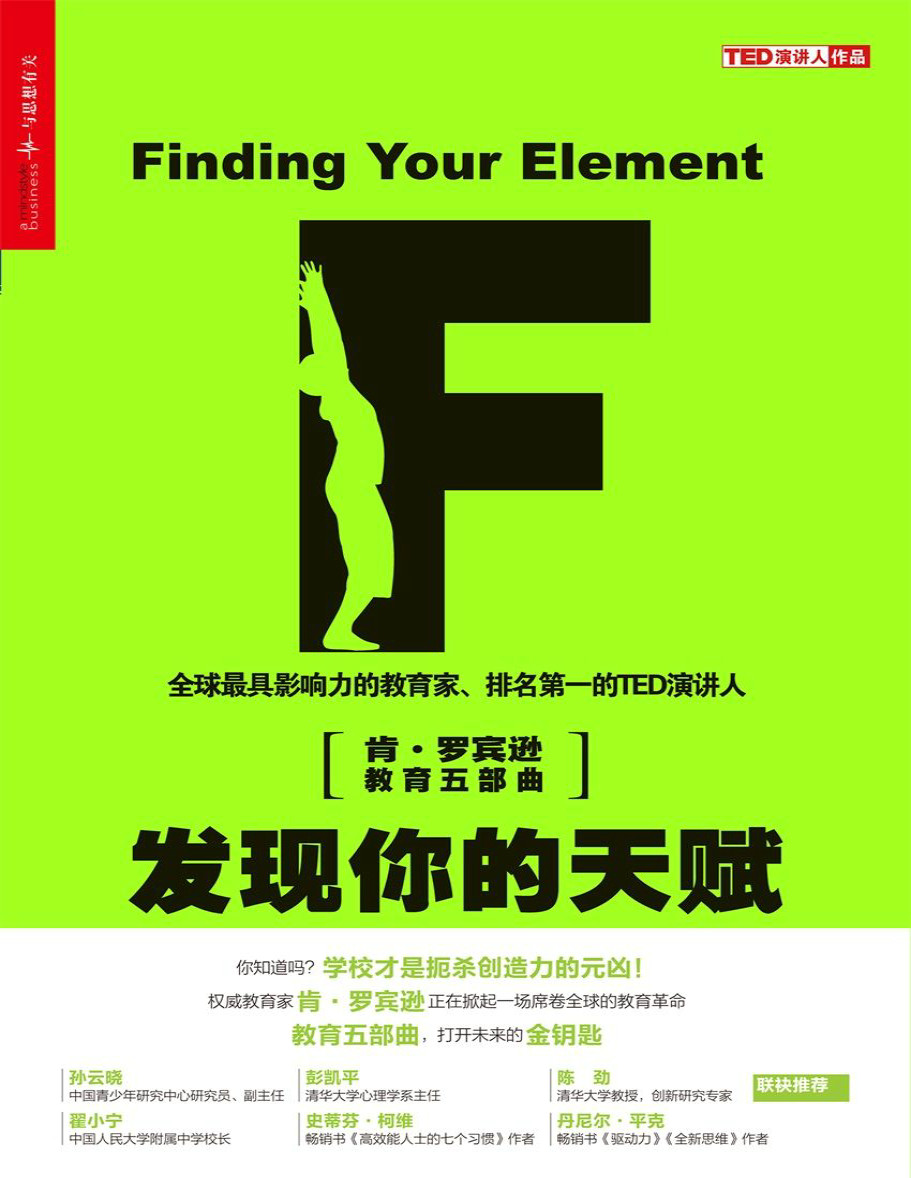 a mindstyle business 与思想有关
TED演讲人作品
Finding Your Element
F
全球最具影响力的教育家、排名第一的TED演讲人
[肯·罗宾逊
教育五部曲]
发现你的天赋
你知道吗？学校才是扼杀创造力的元凶！
权威教育家肯·罗宾逊正在掀起一场席卷全球的教育革命
教育五部曲，打开未来的金钥匙
孙云晓
中国青少年研究中心研究员、副主任
彭凯平
清华大学心理学系主任
陈 劲
清华大学教授，创新研究专家
联袂推荐
翟小宁
中国人民大学附属中学校长
史蒂芬·柯维
畅销书《高效能人士的七个习惯》作者
丹尼尔·平克
畅销书《驱动力》《全新思维》作者